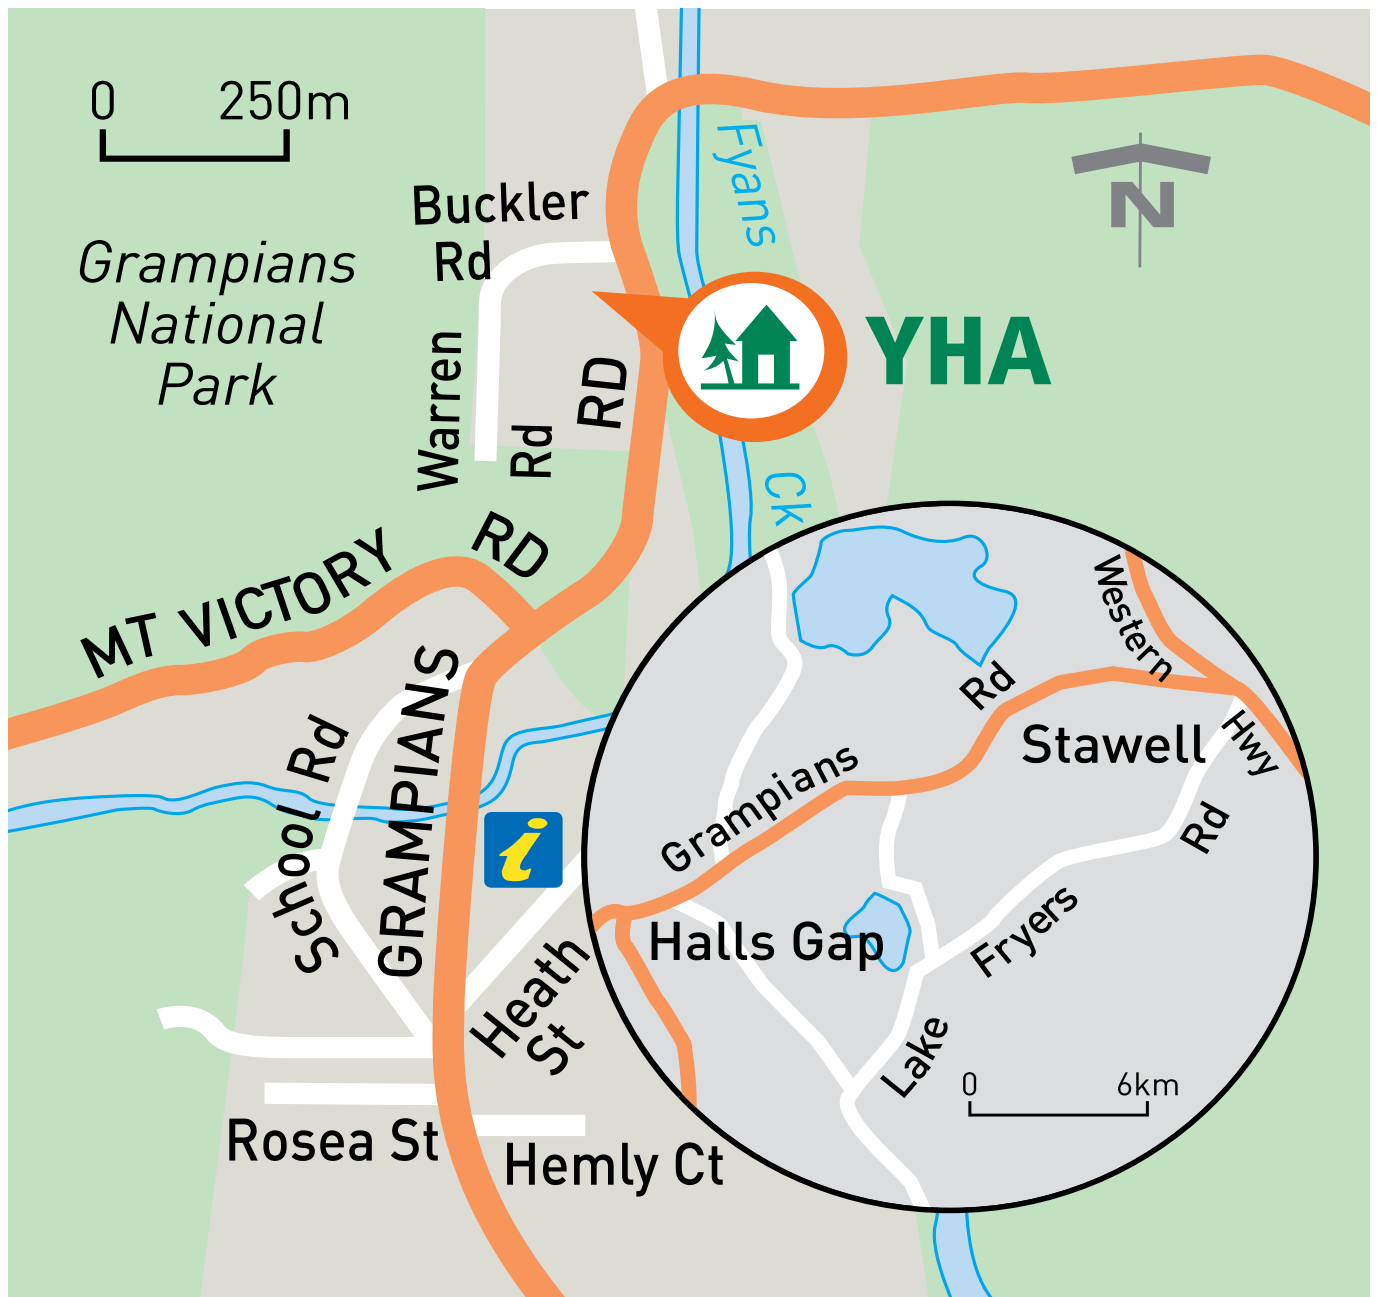 0 250m
Fyans
N
Buckler
Rd
Grampians
National
Park
YHA
Warren
Rd
RD
Ck
RD
MT VICTORY
GRAMPIANS
School Rd
Heath
St
Rosea St
Hemly Ct
Western
Hwy
Rd
Stawell
Grampians
Rd
Halls Gap
Fryers
Lake
0 6km
i